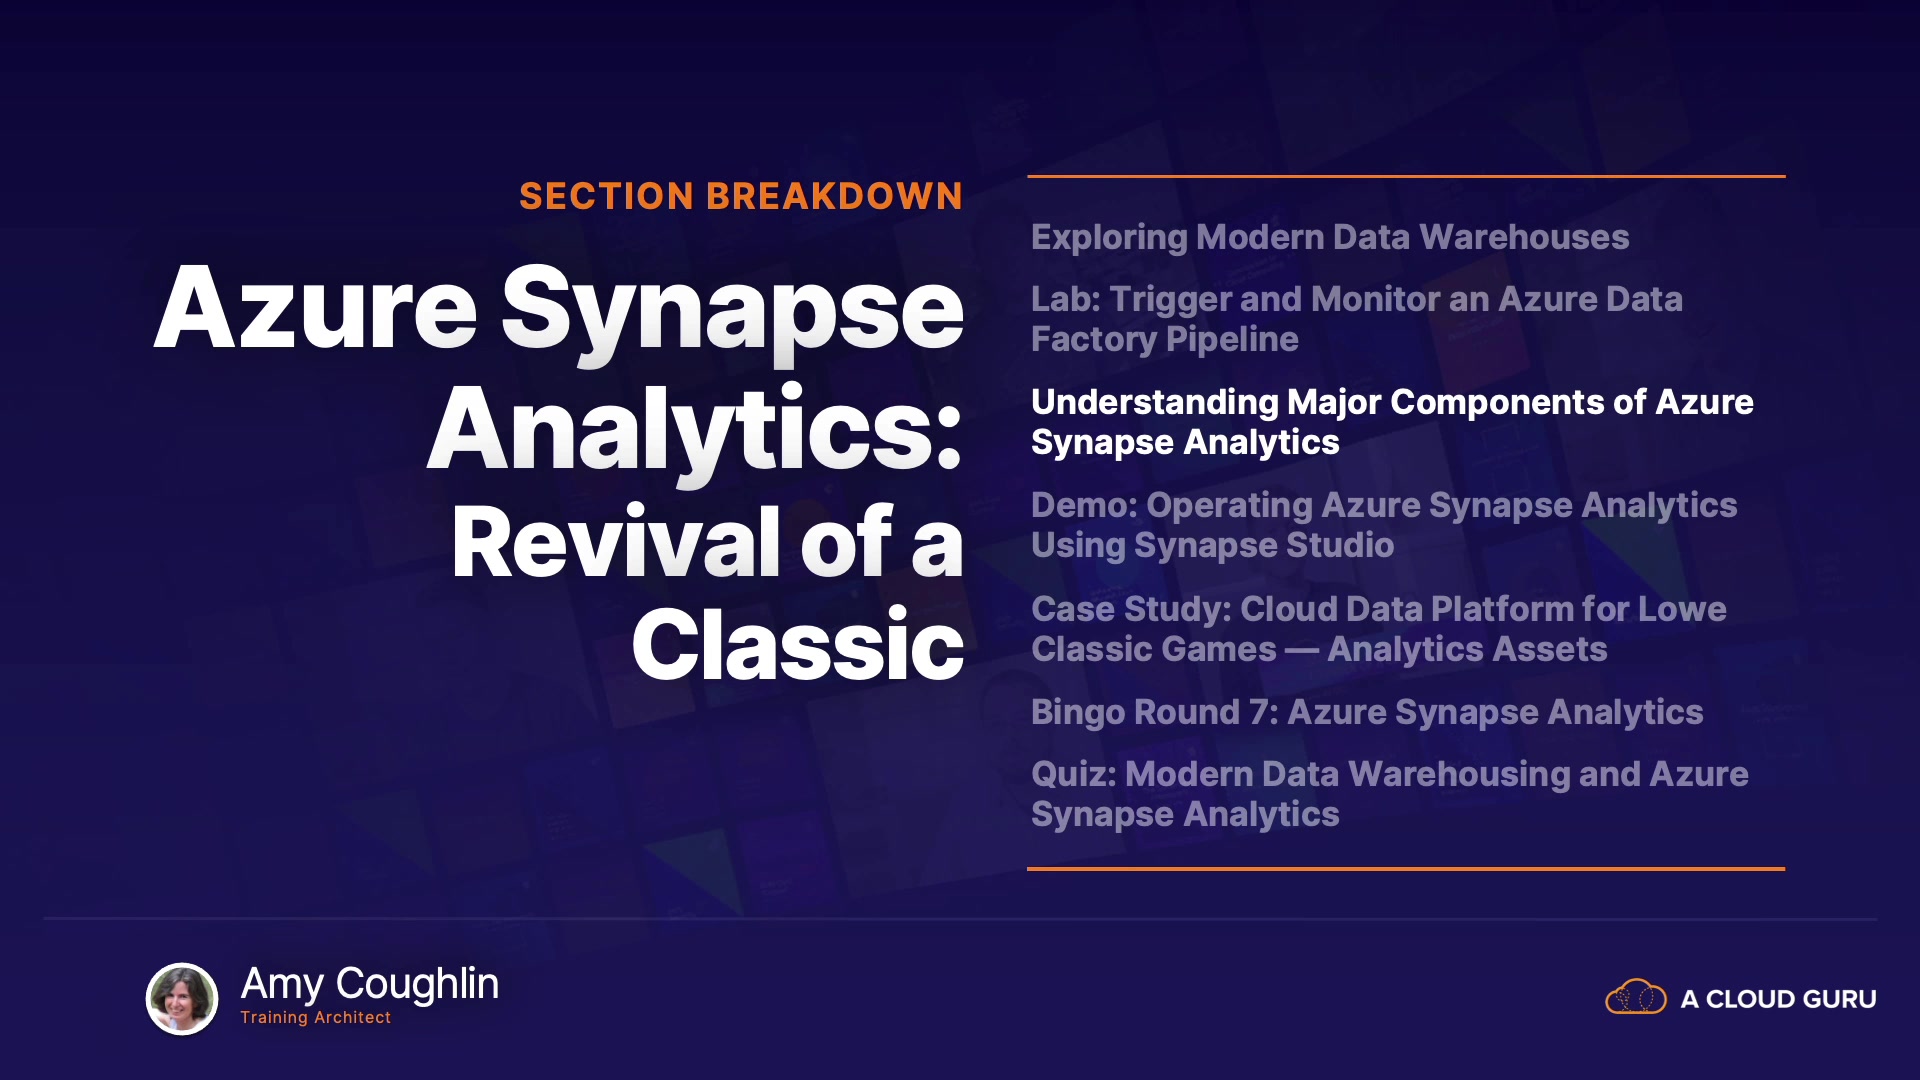 SECTION BREAKDOWN
Azure Synapse
Analytics:
Revival of a
Classic
Exploring Modern Data Warehouses
Lab: Trigger and Monitor an Azure Data
Factory Pipeline
Understanding Major Components of Azure
Synapse Analytics
Demo: Operating Azure Synapse Analytics
Using Synapse Studio
Case Study: Cloud Data Platform for Lowe
Classic Games — Analytics Assets
Bingo Round 7: Azure Synapse Analytics
Quiz: Modern Data Warehousing and Azure
Synapse Analytics
Amy Coughlin
Training Architect
A CLOUD GURU